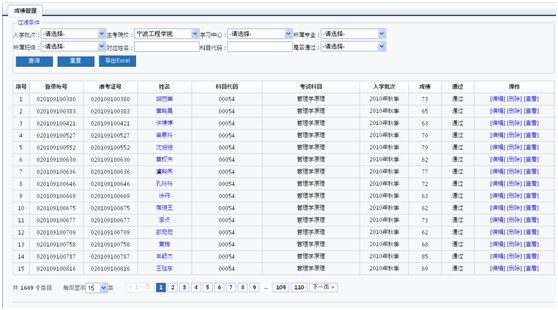 成绩管理
过滤条件
入学批次： -请选择- 主考院校： 宁波工程学院 学习中心： -请选择- 所属专业： -请选择-
所属班级： -请选择- 对应姓名： 科目代码： 是否通过： -请选择-
查询 重置 导出Excel
序号 登录帐号 准考证号 姓名 科目代码 考试科目 入学批次 成绩 通过 操作
1 020109100380 020109100380 00054 管理学原理 2010年秋季 73 通过 [编辑] [删除] [查看]
2 020109100383 020109100383 00054 管理学原理 2010年秋季 65 通过 [编辑] [删除] [查看]
3 020109100421 020109100421 许博博 00054 管理学原理 2010年秋季 63 通过 [编辑] [删除] [查看]
4 020109100527 020109100527 00054 管理学原理 2010年秋季 70 通过 [编辑] [删除] [查看]
5 020109100552 020109100552 00054 管理学原理 2010年秋季 79 通过 [编辑] [删除] [查看]
6 020109100630 020109100630 00054 管理学原理 2010年秋季 62 通过 [编辑] [删除] [查看]
7 020109100636 020109100636 00054 管理学原理 2010年秋季 77 通过 [编辑] [删除] [查看]
8 020109100646 020109100646 孔玲玲 00054 管理学原理 2010年秋季 72 通过 [编辑] [删除] [查看]
9 020109100669 020109100669 徐丹 00054 管理学原理 2010年秋季 63 通过 [编辑] [删除] [查看]
10 020109100675 020109100675 00054 管理学原理 2010年秋季 62 通过 [编辑] [删除] [查看]
11 020109100677 020109100677 李贞 00054 管理学原理 2010年秋季 73 通过 [编辑] [删除] [查看]
12 020109100709 020109100709 00054 管理学原理 2010年秋季 62 通过 [编辑] [删除] [查看]
13 020109100758 020109100758 00054 管理学原理 2010年秋季 68 通过 [编辑] [删除] [查看]
14 020109100787 020109100787 00054 管理学原理 2010年秋季 85 通过 [编辑] [删除] [查看]
15 020109100816 020109100816 00054 管理学原理 2010年秋季 69 通过 [编辑] [删除] [查看]
共 1649 个条目 每页显示 15 条 « 上一页 1 2 3 4 5 6 7 8 9 ... 109 110 下一页 »